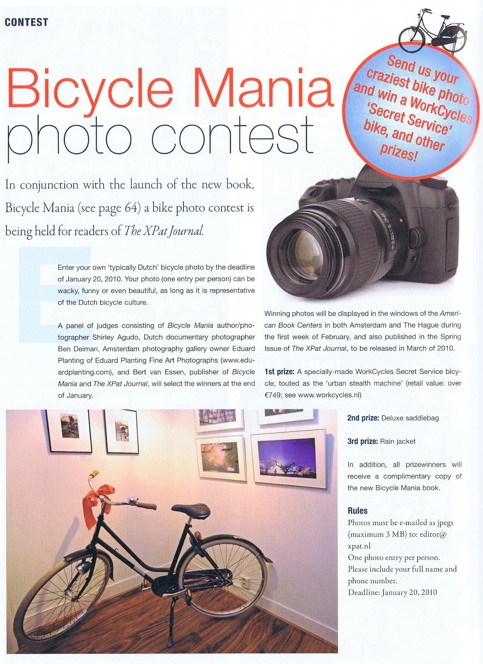 CONTEST
Bicycle Mania
photo contest
Send us your
craziest bike photo
and win a WorkCycles
'Secret Service'
bike, and other
prizes!
In conjunction with the launch of the new book,
Bicycle Mania (see page 64) a bike photo contest is
being held for readers of The XPat Journal.
E
Enter your own 'typically Dutch' bicycle photo by the deadline
of January 20, 2010. Your photo (one entry per person) can be
wacky, funny or even beautiful, as long as it is representative
of the Dutch bicycle culture.
A panel of judges consisting of Bicycle Mania author/pho-
tographer Shirley Agudo, Dutch documentary photographer
Ben Deiman, Amsterdam photography gallery owner Eduard
Planting of Eduard Planting Fine Art Photographs (www.edu-
ardplanting.com), and Bert van Essen, publisher of Bicycle
Mania and The XPat Journal, will select the winners at the end
of January.
Winning photos will be displayed in the windows of the Ameri-
can Book Centers in both Amsterdam and The Hague during
the first week of February, and also published in the Spring
Issue of The XPat Journal, to be released in March of 2010.
1st prize: A specially-made WorkCycles Secret Service bicy-
cle, touted as the 'urban stealth machine' (retail value: over
€749; see www.workcycles.nl)
2nd prize: Deluxe saddlebag
3rd prize: Rain jacket
In addition, all prizewinners will
receive a complimentary copy of
the new Bicycle Mania book.
Rules
Photos must be e-mailed as jpegs
(maximum 3 MB) to: editor@
xpat.nl
One photo entry per person.
Please include your full name and
phone number.
Deadline: January 20, 2010